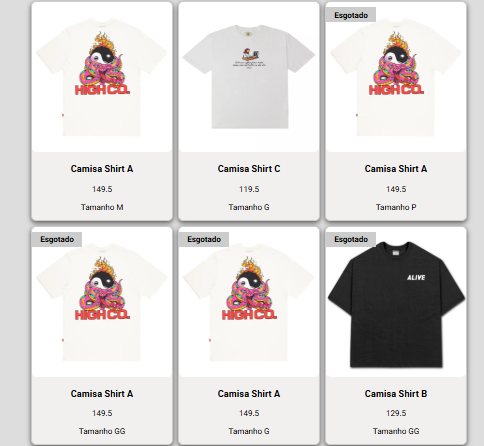 HIGH CO.
Camisa Shirt A
149.5
Tamanho M
Camisa Shirt C
119.5
Tamanho G
Esgotado
HIGH CO.
Camisa Shirt A
149.5
Tamanho P
Esgotado
HIGH CO.
Camisa Shirt A
149.5
Tamanho GG
Esgotado
HIGH CO.
Camisa Shirt A
149.5
Tamanho G
Esgotado
ALIVE
Camisa Shirt B
129.5
Tamanho GG